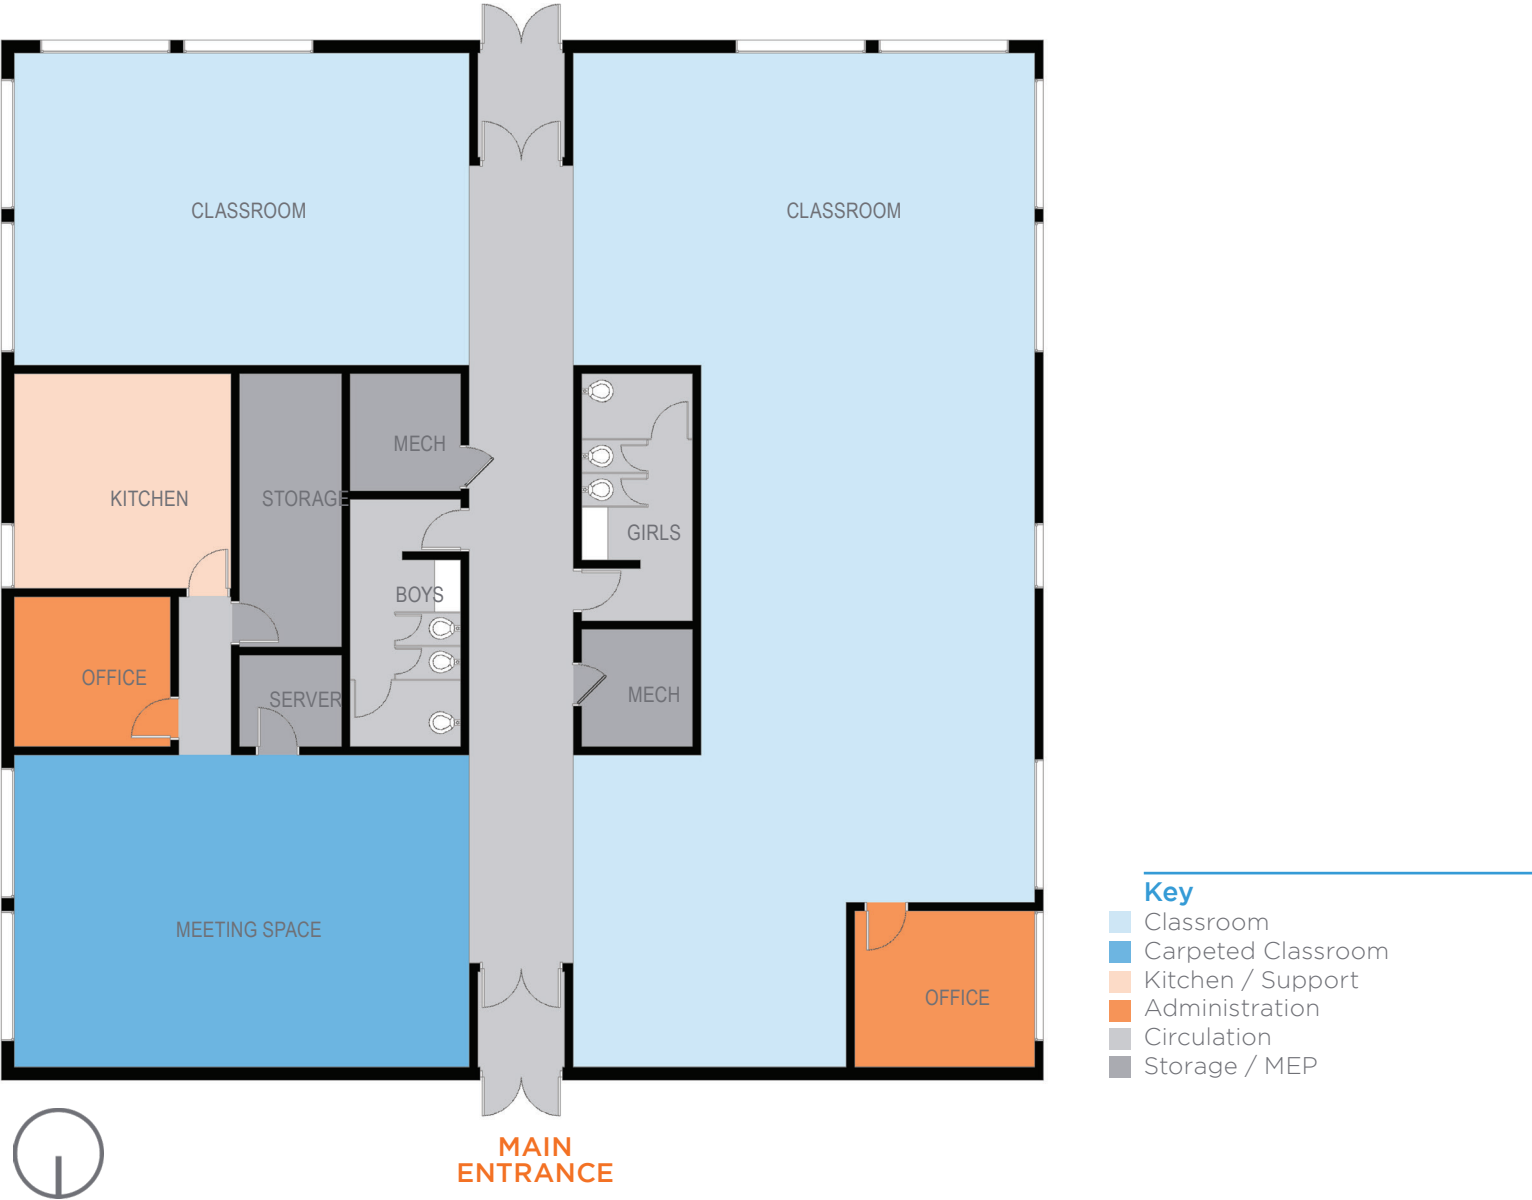 CLASSROOM
CLASSROOM
MECH
KITCHEN
STORAGE
GIRLS
BOYS
OFFICE
SERVER
MECH
MEETING SPACE
OFFICE
Key
Classroom
Carpeted Classroom
Kitchen / Support
Administration
Circulation
Storage / MEP
MAIN
ENTRANCE